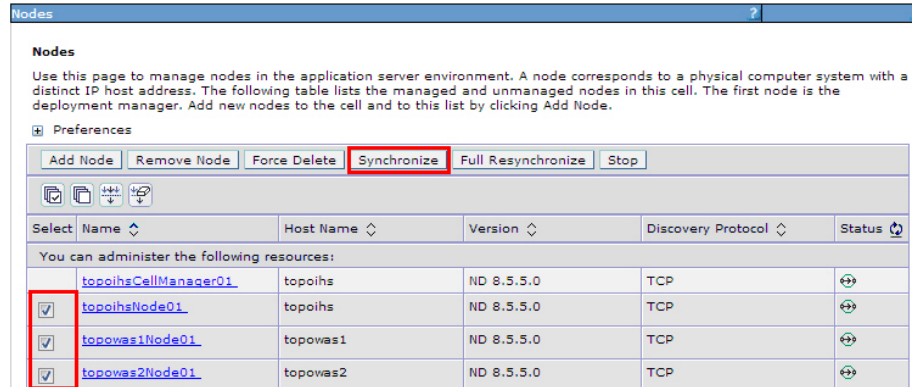 Nodes ?
Nodes
Use this page to manage nodes in the application server environment. A node corresponds to a physical computer system with a
distinct IP host address. The following table lists the managed and unmanaged nodes in this cell. The first node is the
deployment manager. Add new nodes to the cell and to this list by clicking Add Node.
Preferences
Add Node Remove Node Force Delete Synchronize Full Resynchronize Stop
Select Name Host Name Version Discovery Protocol Status
You can administer the following resources:
topoihsCellManager01 topoihs ND 8.5.5.0 TCP
topoihsNode01 topoihs ND 8.5.5.0 TCP
topowas1Node01 topowas1 ND 8.5.5.0 TCP
topowas2Node01 topowas2 ND 8.5.5.0 TCP